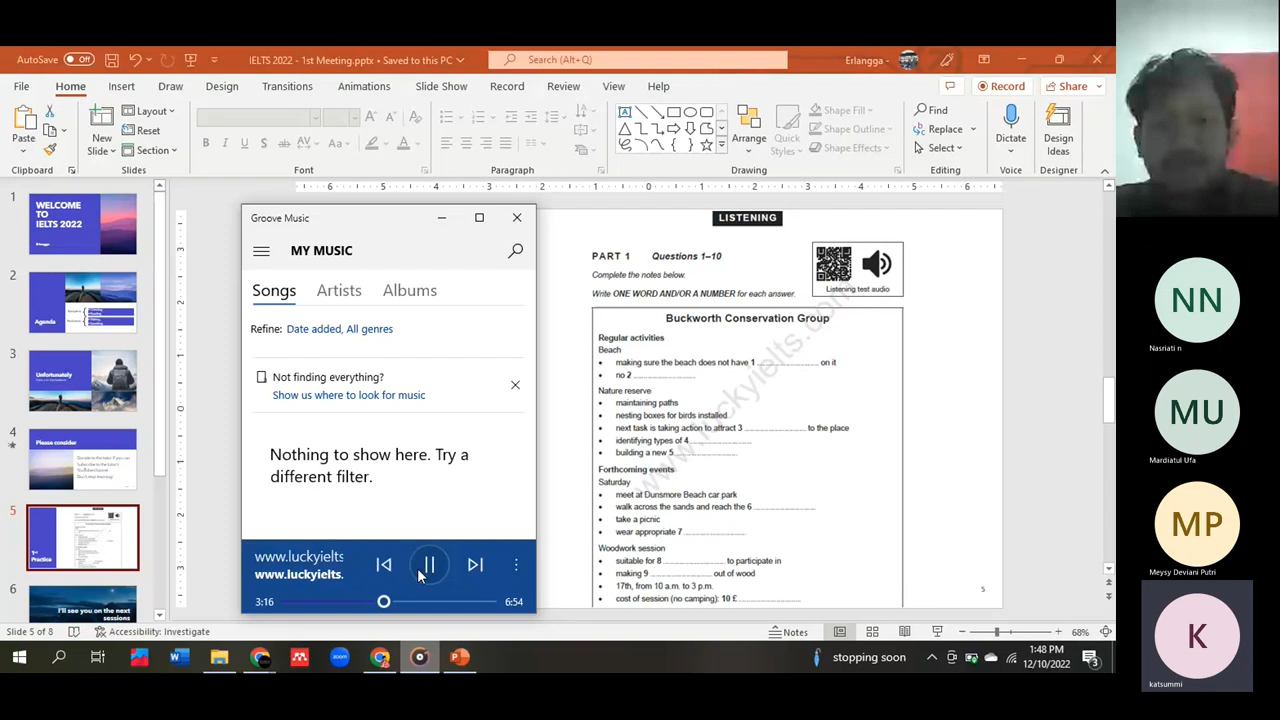 AutoSave Off IELTS 2022 - 1st Meeting.pptx • Saved to this PC Search (Alt+Q) Erlangga
File Home Insert Draw Design Transitions Animations Slide Show Record Review View Help Record Share
Paste
New Slide
Layout
Reset
Section
Arrange
Quick Styles
Shape Fill
Shape Outline
Shape Effects
Find
Replace
Select
Dictate
Design Ideas
Clipboard Slides Font Paragraph Drawing Editing Voice Designer
1
WELCOME
TO
IELTS 2022
2
Agenda
3
Unfortunately
4
Please consider
5
1st
Practice
6
I'll see you on the next
sessions
Groove Music
MY MUSIC
Songs Artists Albums
Refine: Date added, All genres
Not finding everything?
Show us where to look for music
Nothing to show here. Try a
different filter.
www.luckyielts
www.luckyielts.
3:16 6:54
LISTENING
PART 1 Questions 1–10
Complete the notes below.
Write ONE WORD AND/OR A NUMBER for each answer.
Listening test audio
Buckworth Conservation Group
Regular activities
Beach
• making sure the beach does not have 1 .................... on it
• no 2 ....................
Nature reserve
• maintaining paths
• nesting boxes for birds installed
• next task is taking action to attract 3 .................... to the place
• identifying types of 4 ....................
• building a new 5 ....................
Forthcoming events
Saturday
• meet at Dunsmore Beach car park
• walk across the sands and reach the 6 ....................
• take a picnic
• wear appropriate 7 ....................
Woodwork session
• suitable for 8 .................... to participate in
• making 9 .................... out of wood
• 17th, from 10 a.m. to 3 p.m.
• cost of session (no camping): 10 £ ....................
www.luckyielts.com
5
Slide 5 of 8 Accessibility: Investigate Notes 68%
stopping soon 1:48 PM
12/10/2022
3
NN
Nasriati n
MU
Mardiatul Ufa
MP
Meysy Deviani Putri
K
katsummi